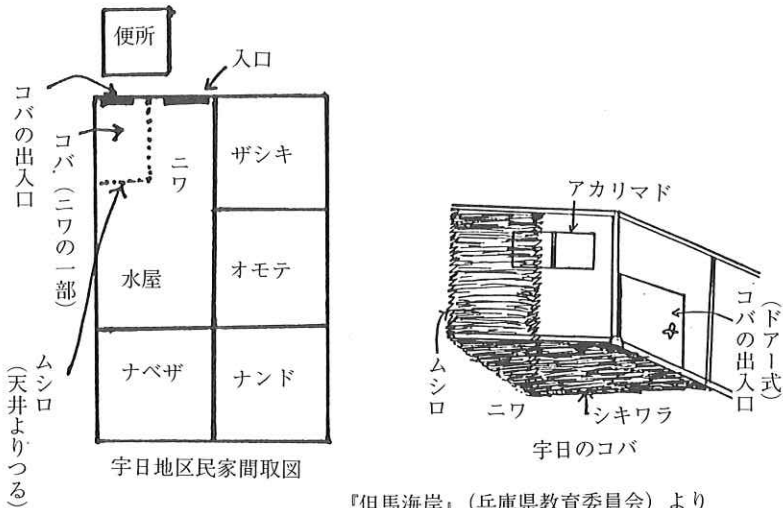 便所
入口
コバの出入口
コバ(ニワの一部)
ニワ
ザシキ
水屋
オモテ
ナベザ
ナンド
ムシロ
(天井よりつる)
宇日地区民家間取図
アカリマド
(ドアー式)
コバの出入口
ムシロ
ニワ
シキワラ
宇日のコバ
『但馬海岸』(兵庫県教育委員会)より